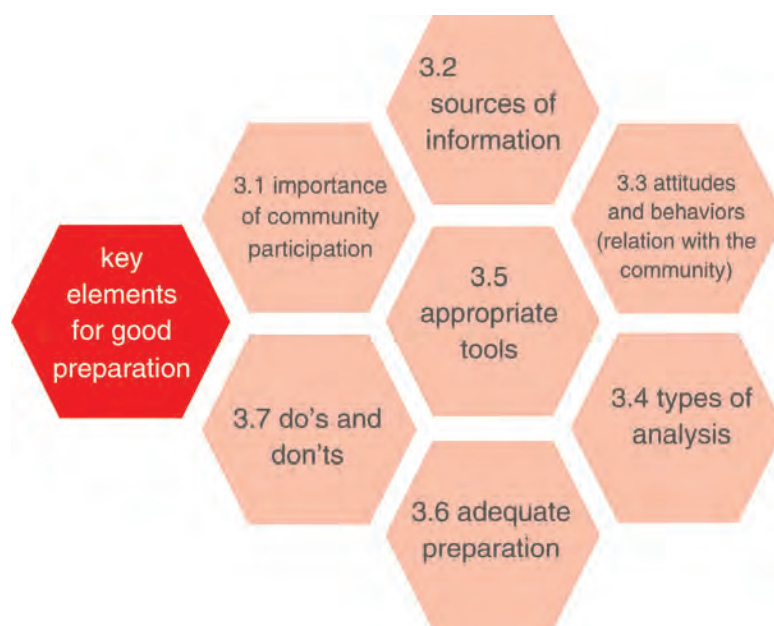 key
elements
for good
preparation
3.1 importance
of community
participation
3.2
sources of
information
3.3 attitudes
and behaviors
(relation with the
community)
3.4 types of
analysis
3.5
appropriate
tools
3.6 adequate
preparation
3.7 do's and
don'ts